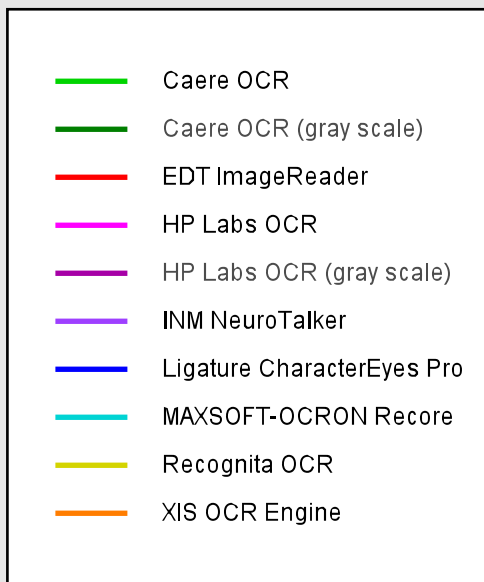 Caere OCR
Caere OCR (gray scale)
EDT ImageReader
HP Labs OCR
HP Labs OCR (gray scale)
INM NeuroTalker
Ligature CharacterEyes Pro
MAXSOFT-OCRON Recore
Recognita OCR
XIS OCR Engine